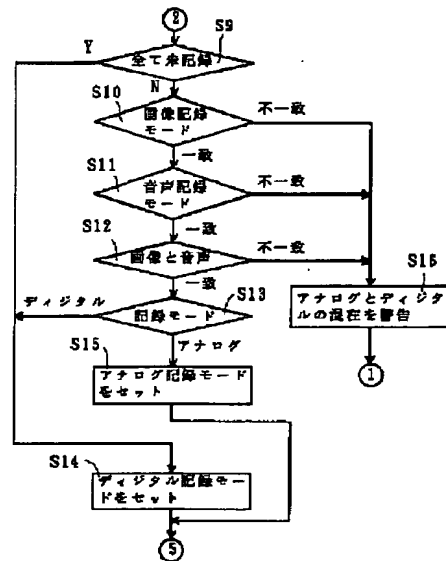 2
S9
Y
全て未記録
N
S10
画像記録
モード
不一致
一致
S11
音声記録
モード
不一致
一致
S12
画像と音声
不一致
一致
S13
ディジタル
記録モード
アナログ
S16
アナログとディジタ
ルの混在を警告
1
S15
アナログ記録モード
をセット
S14
ディジタル記録モー
ドをセット
5